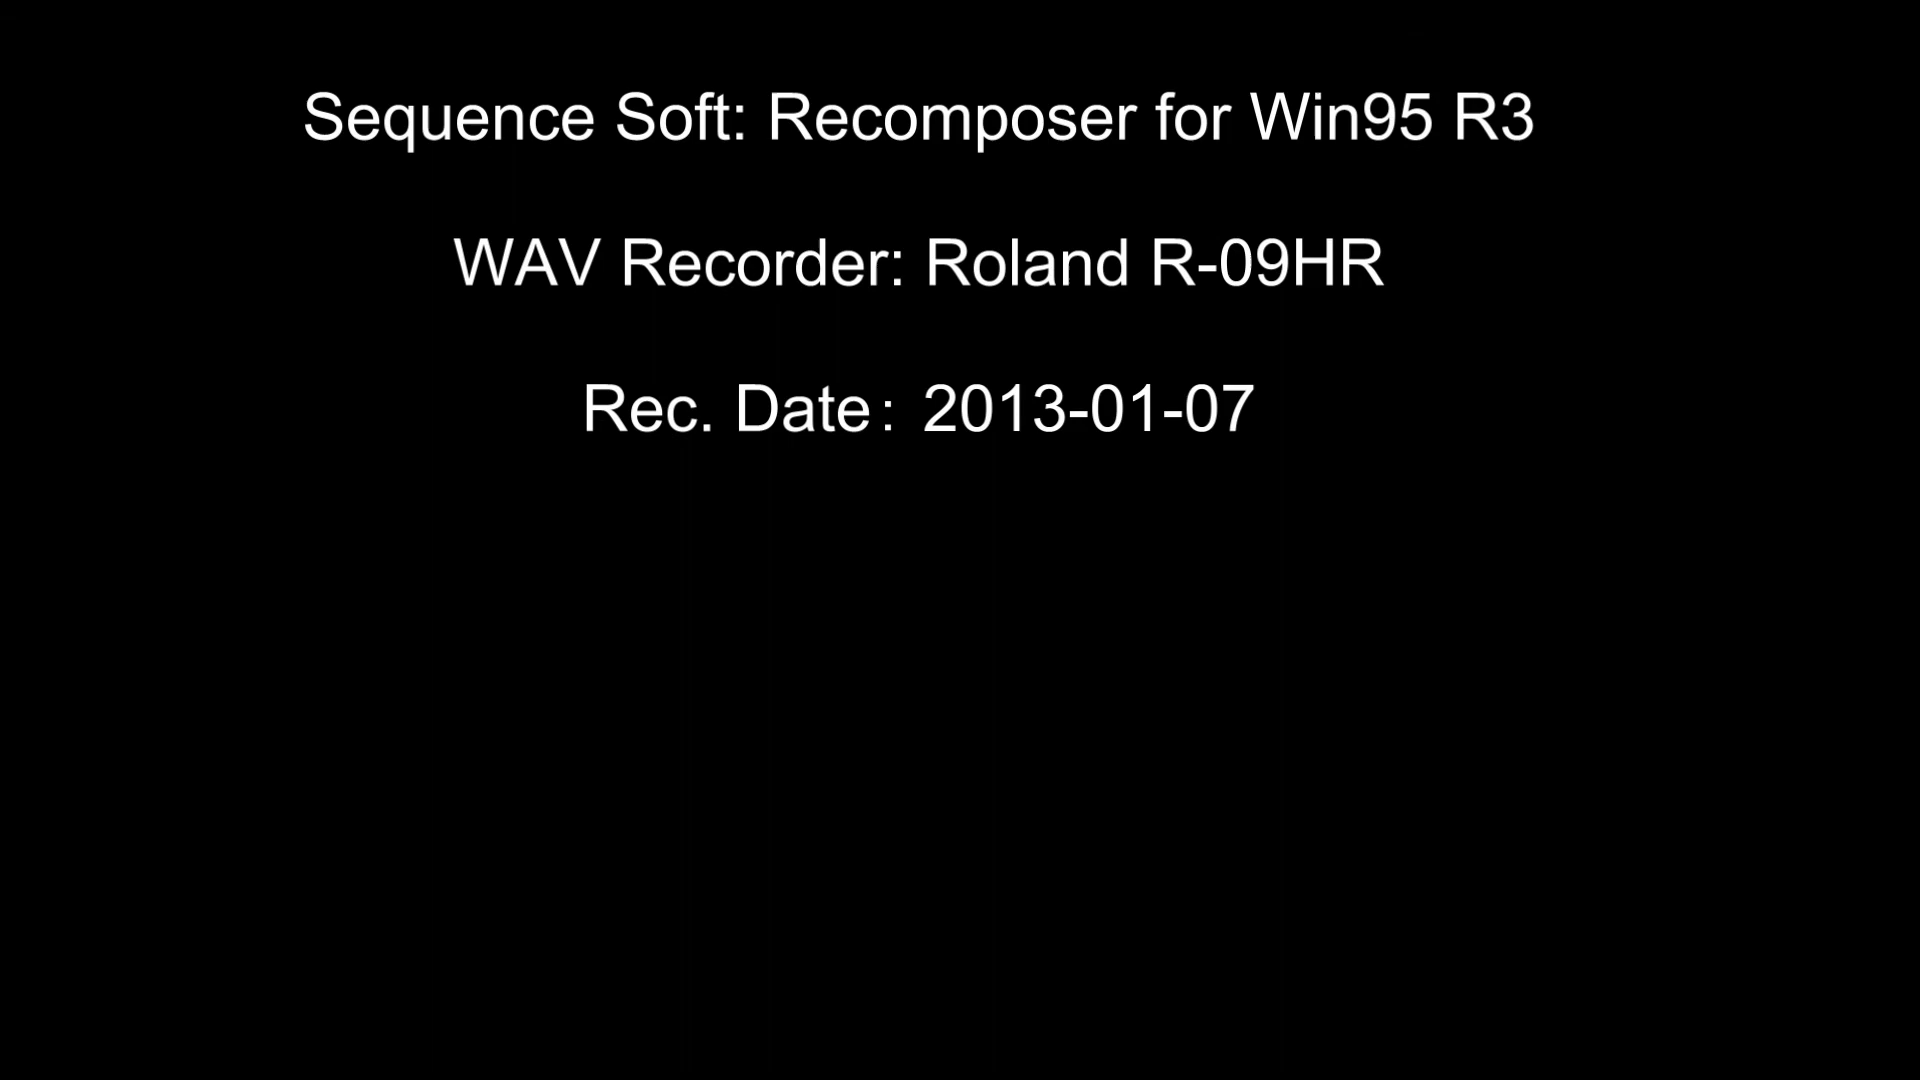 Sequence Soft: Recomposer for Win95 R3
WAV Recorder: Roland R-09HR
Rec. Date： 2013-01-07